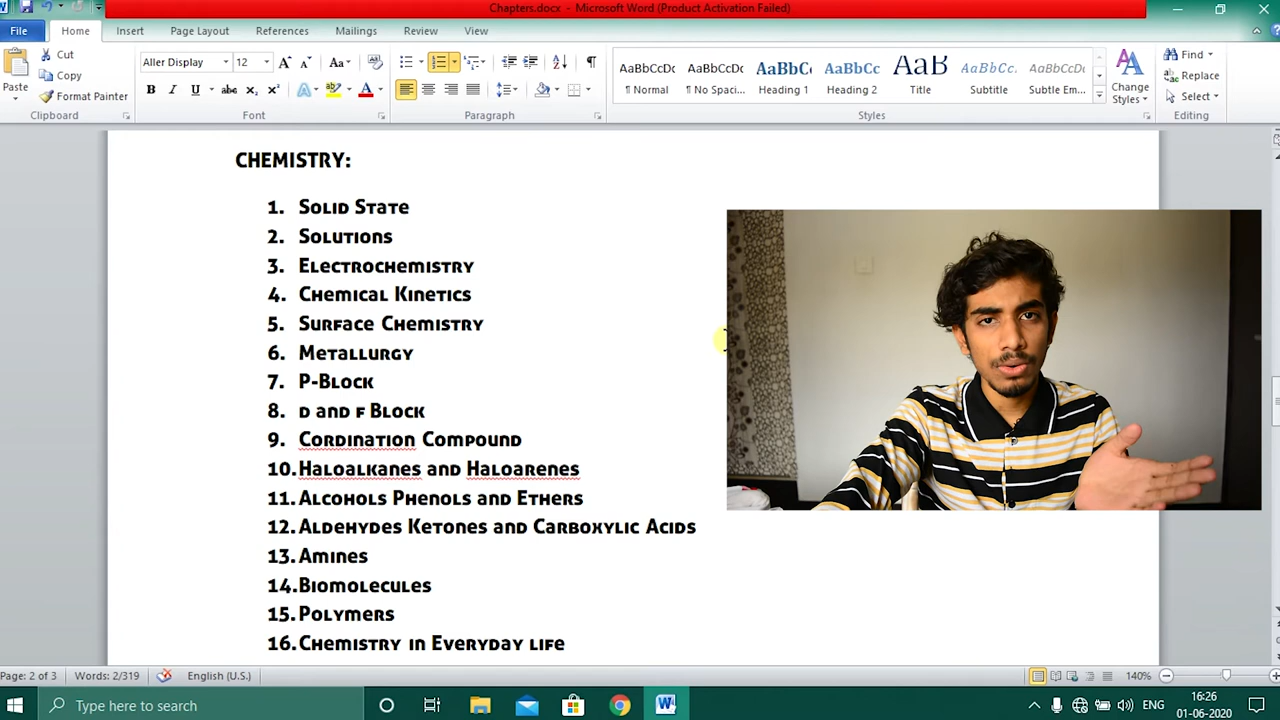 Chapters.docx - Microsoft Word (Product Activation Failed)
File Home Insert Page Layout References Mailings Review View
Paste
Cut
Copy
Format Painter
Clipboard
Aller Display 12
Font
Paragraph
AaBbCcDc AaBbCcDc AaBbC AaBbCc AaB AaBbCc. AaBbCcDc
¶ Normal ¶ No Spaci... Heading 1 Heading 2 Title Subtitle Subtle Em...
Styles
Change
Styles
Find
Replace
Select
Editing
CHEMISTRY:
1. Solid State
2. Solutions
3. Electrochemistry
4. Chemical Kinetics
5. Surface Chemistry
6. Metallurgy
7. P-Block
8. D and f Block
9. Cordination Compound
10. Haloalkanes and Haloarenes
11. Alcohols Phenols and Ethers
12. Aldehydes Ketones and Carboxylic Acids
13. Amines
14. Biomolecules
15. Polymers
16. Chemistry in Everyday life
Page: 2 of 3 Words: 2/319 English (U.S.) 140%
Type here to search
ENG
16:26
01-06-2020